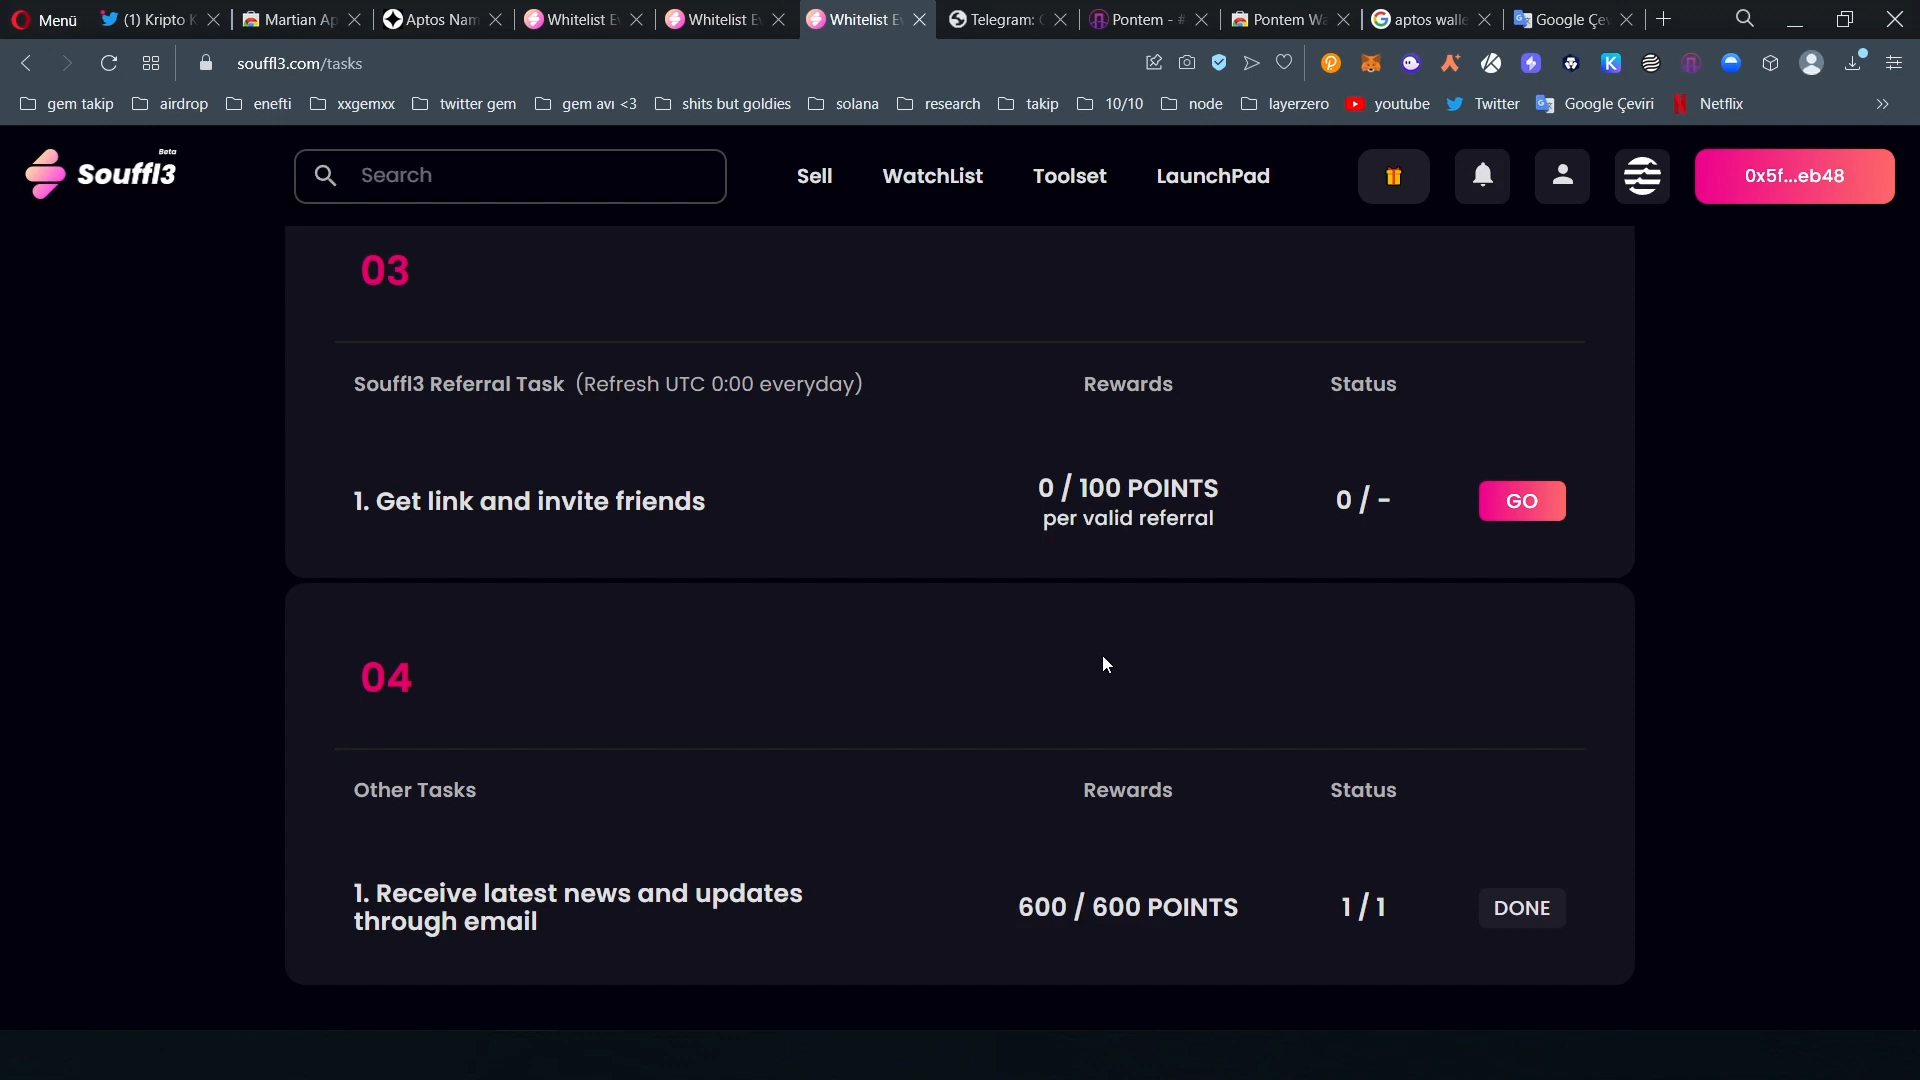 Menü
(1) Kripto K
Martian Ap
Aptos Nam
Whitelist E
Whitelist E
Whitelist E
Telegram: C
Pontem - #
Pontem Wa
aptos walle
Google Çev
souffl3.com/tasks
gem takip
airdrop
enefti
xxgemxx
twitter gem
gem avı <3
shits but goldies
solana
research
takip
10/10
node
layerzero
youtube
Twitter
Google Çeviri
Netflix
Beta
Souffl3
Search
Sell
WatchList
Toolset
LaunchPad
0x5f...eb48
03
Souffl3 Referral Task (Refresh UTC 0:00 everyday)
Rewards
Status
1. Get link and invite friends
0 / 100 POINTS
per valid referral
0 / -
GO
04
Other Tasks
Rewards
Status
1. Receive latest news and updates
through email
600 / 600 POINTS
1 / 1
DONE